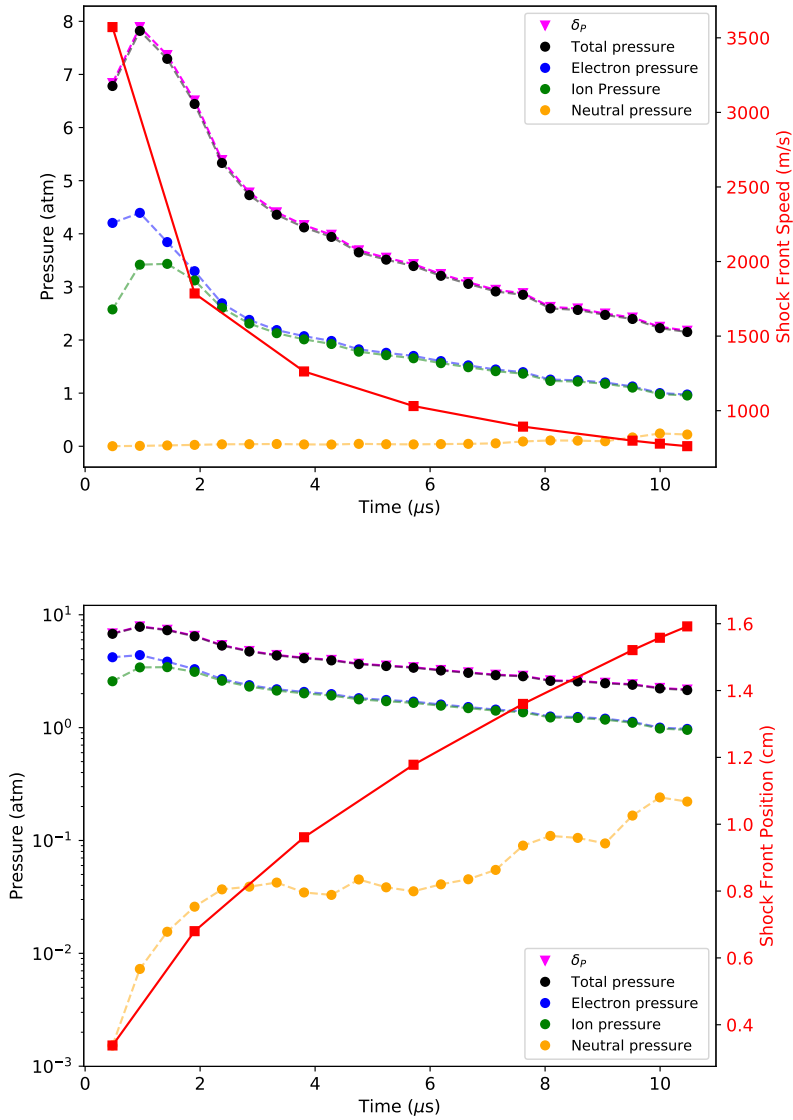 8
7
6
5
4
3
2
1
0
Pressure (atm)
0
2
4
6
8
10
Time (μs)
3500
3000
2500
2000
1500
1000
Shock Front Speed (m/s)
δP
Total pressure
Electron pressure
Ion Pressure
Neutral pressure
10¹
10⁰
10⁻¹
10⁻²
10⁻³
Pressure (atm)
0
2
4
6
8
10
Time (μs)
1.6
1.4
1.2
1.0
0.8
0.6
0.4
Shock Front Position (cm)
δP
Total pressure
Electron pressure
Ion pressure
Neutral pressure